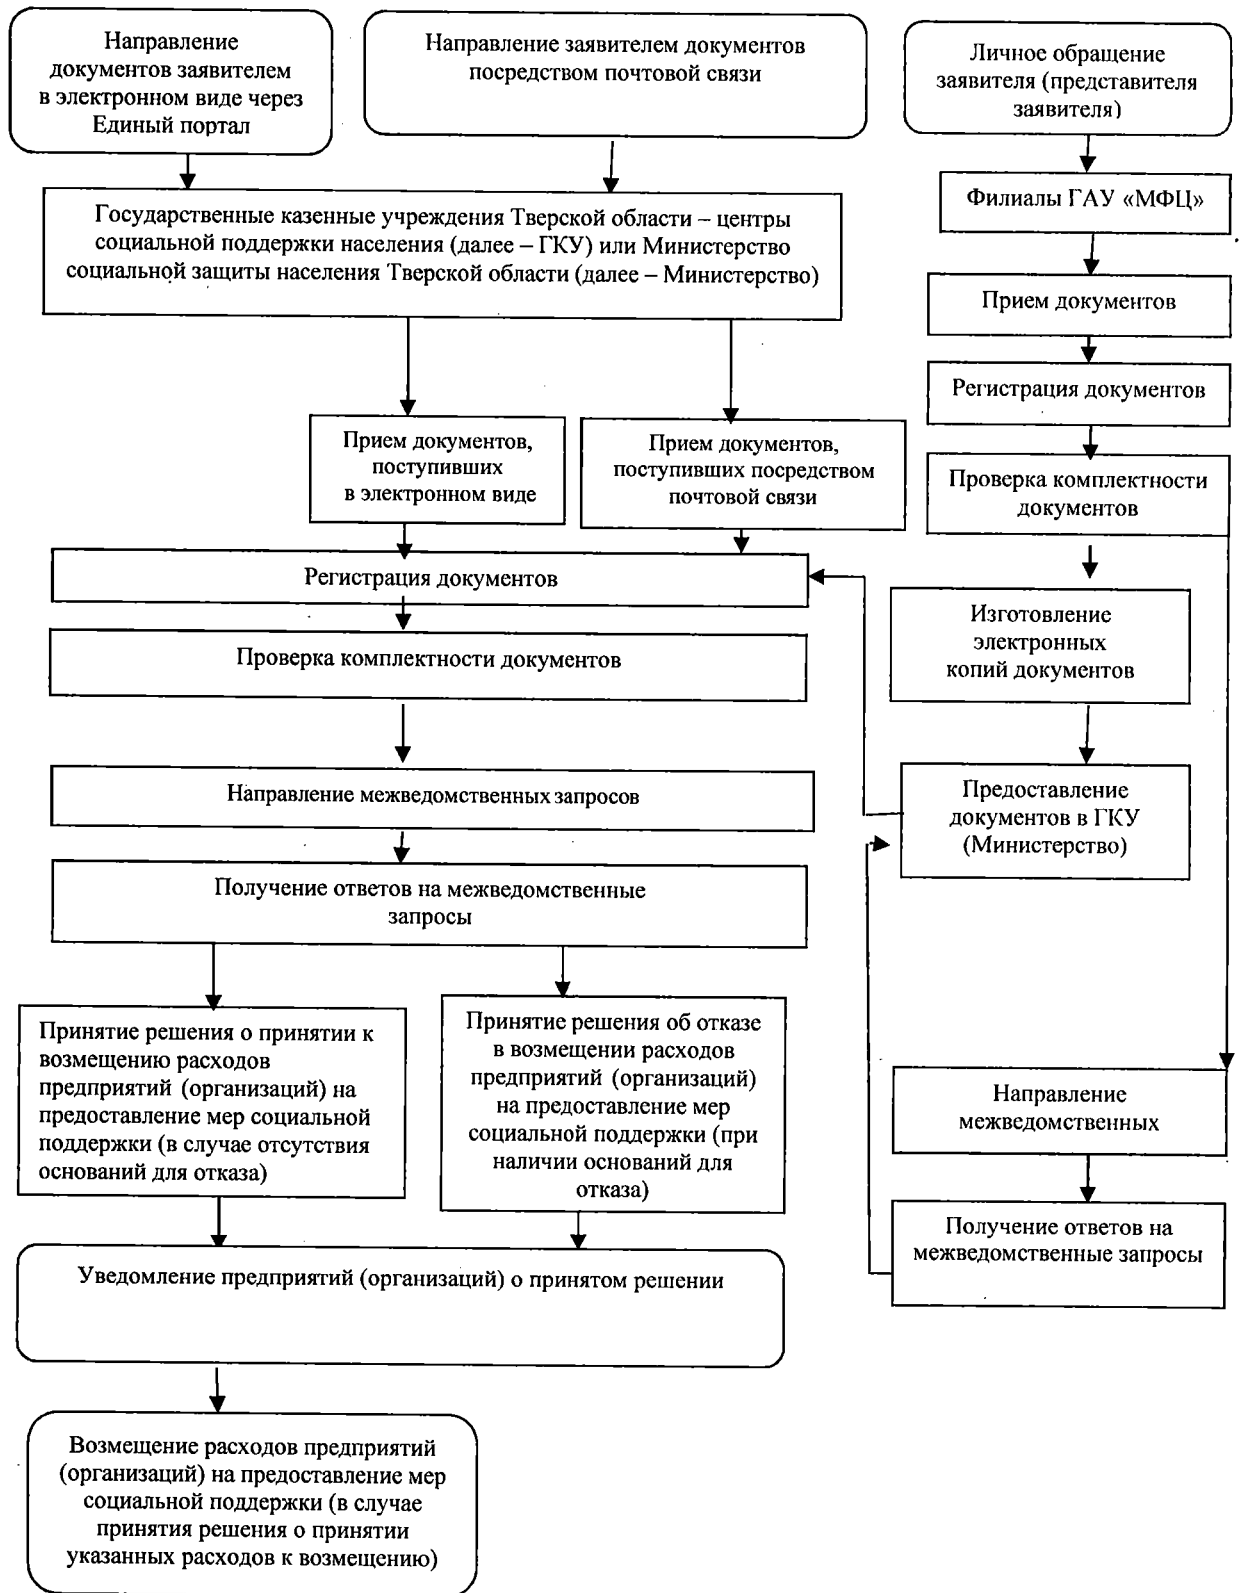 Направление
документов заявителем
в электронном виде через
Единый портал
Направление заявителем документов
посредством почтовой связи
Личное обращение
заявителя (представителя
заявителя)
Филиалы ГАУ «МФЦ»
Государственные казенные учреждения Тверской области – центры
социальной поддержки населения (далее – ГКУ) или Министерство
социальной защиты населения Тверской области (далее – Министерство)
Прием документов
Регистрация документов
Прием документов,
поступивших
в электронном виде
Прием документов,
поступивших посредством
почтовой связи
Проверка комплектности
документов
Регистрация документов
Изготовление
электронных
копий документов
Проверка комплектности документов
Направление межведомственных запросов
Предоставление
документов в ГКУ
(Министерство)
Получение ответов на межведомственные
запросы
Принятие решения о принятии к
возмещению расходов
предприятий (организаций) на
предоставление мер социальной
поддержки (в случае отсутствия
оснований для отказа)
Принятие решения об отказе
в возмещении расходов
предприятий (организаций)
на предоставление мер
социальной поддержки (при
наличии оснований для
отказа)
Направление
межведомственных
Получение ответов на
межведомственные запросы
Уведомление предприятий (организаций) о принятом решении
Возмещение расходов предприятий
(организаций) на предоставление мер
социальной поддержки (в случае
принятия решения о принятии
указанных расходов к возмещению)